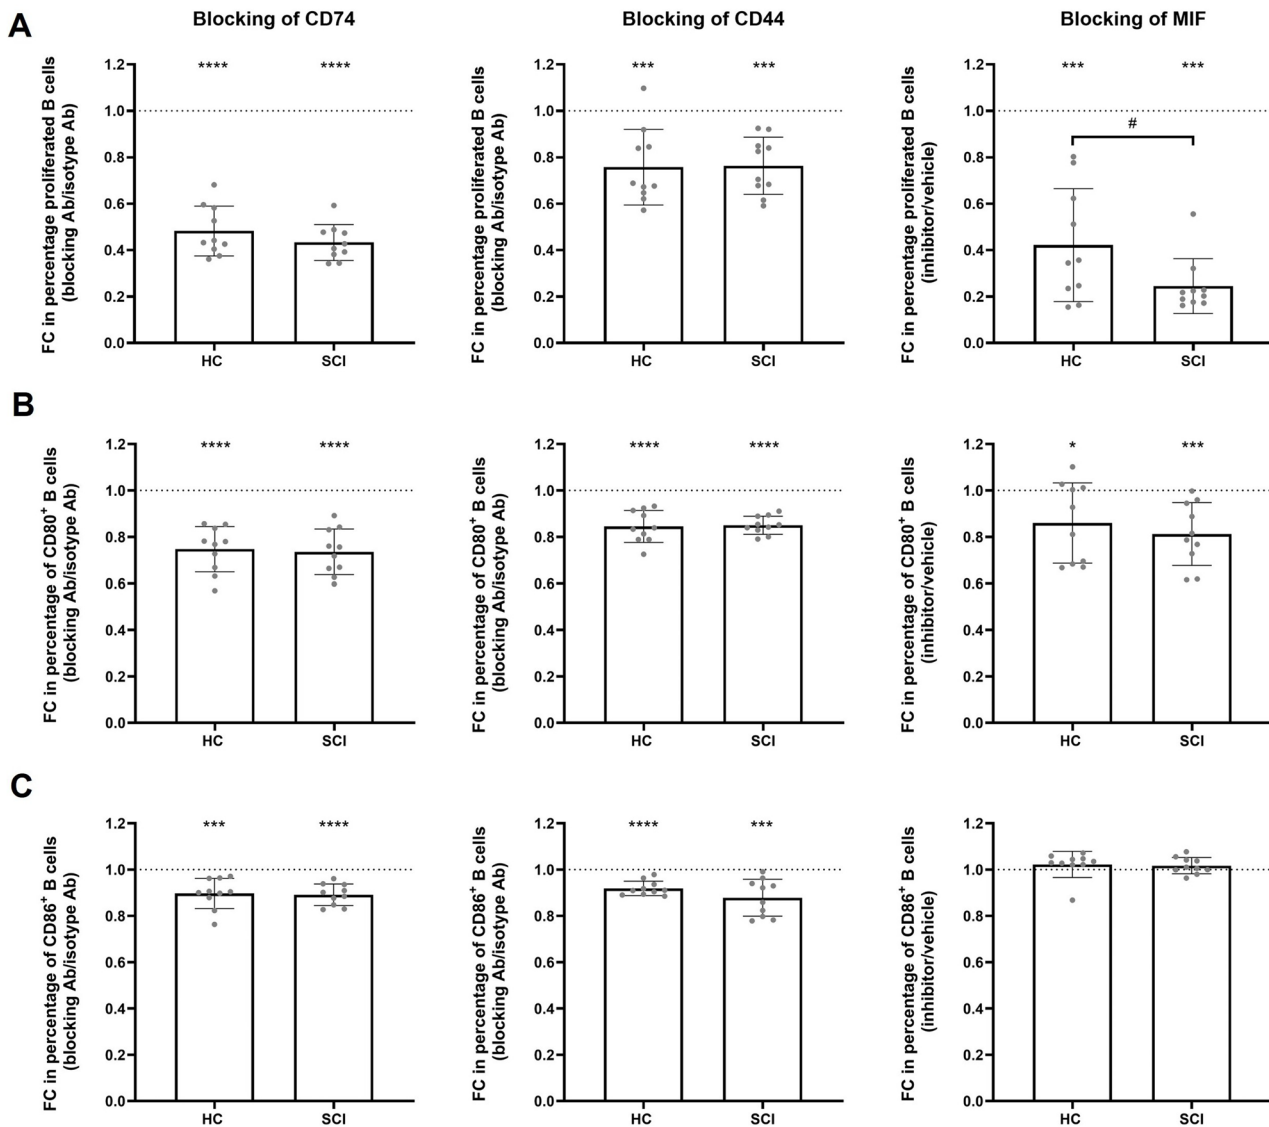 A
Blocking of CD74
Blocking of CD44
Blocking of MIF
FC in percentage proliferated B cells
(blocking Ab/isotype Ab)
1.2
1.0
0.8
0.6
0.4
0.2
0.0
****
****
HC
SCI
FC in percentage proliferated B cells
(blocking Ab/isotype Ab)
1.2
1.0
0.8
0.6
0.4
0.2
0.0
***
***
HC
SCI
FC in percentage proliferated B cells
(inhibitor/vehicle)
1.2
1.0
0.8
0.6
0.4
0.2
0.0
***
***
#
HC
SCI
B
FC in percentage of CD80+ B cells
(blocking Ab/isotype Ab)
1.2
1.0
0.8
0.6
0.4
0.2
0.0
****
****
HC
SCI
FC in percentage of CD80+ B cells
(blocking Ab/isotype Ab)
1.2
1.0
0.8
0.6
0.4
0.2
0.0
****
****
HC
SCI
FC in percentage of CD80+ B cells
(inhibitor/vehicle)
1.2
1.0
0.8
0.6
0.4
0.2
0.0
*
***
HC
SCI
C
FC in percentage of CD86+ B cells
(blocking Ab/isotype Ab)
1.2
1.0
0.8
0.6
0.4
0.2
0.0
***
****
HC
SCI
FC in percentage of CD86+ B cells
(blocking Ab/isotype Ab)
1.2
1.0
0.8
0.6
0.4
0.2
0.0
****
***
HC
SCI
FC in percentage of CD86+ B cells
(inhibitor/vehicle)
1.2
1.0
0.8
0.6
0.4
0.2
0.0
HC
SCI